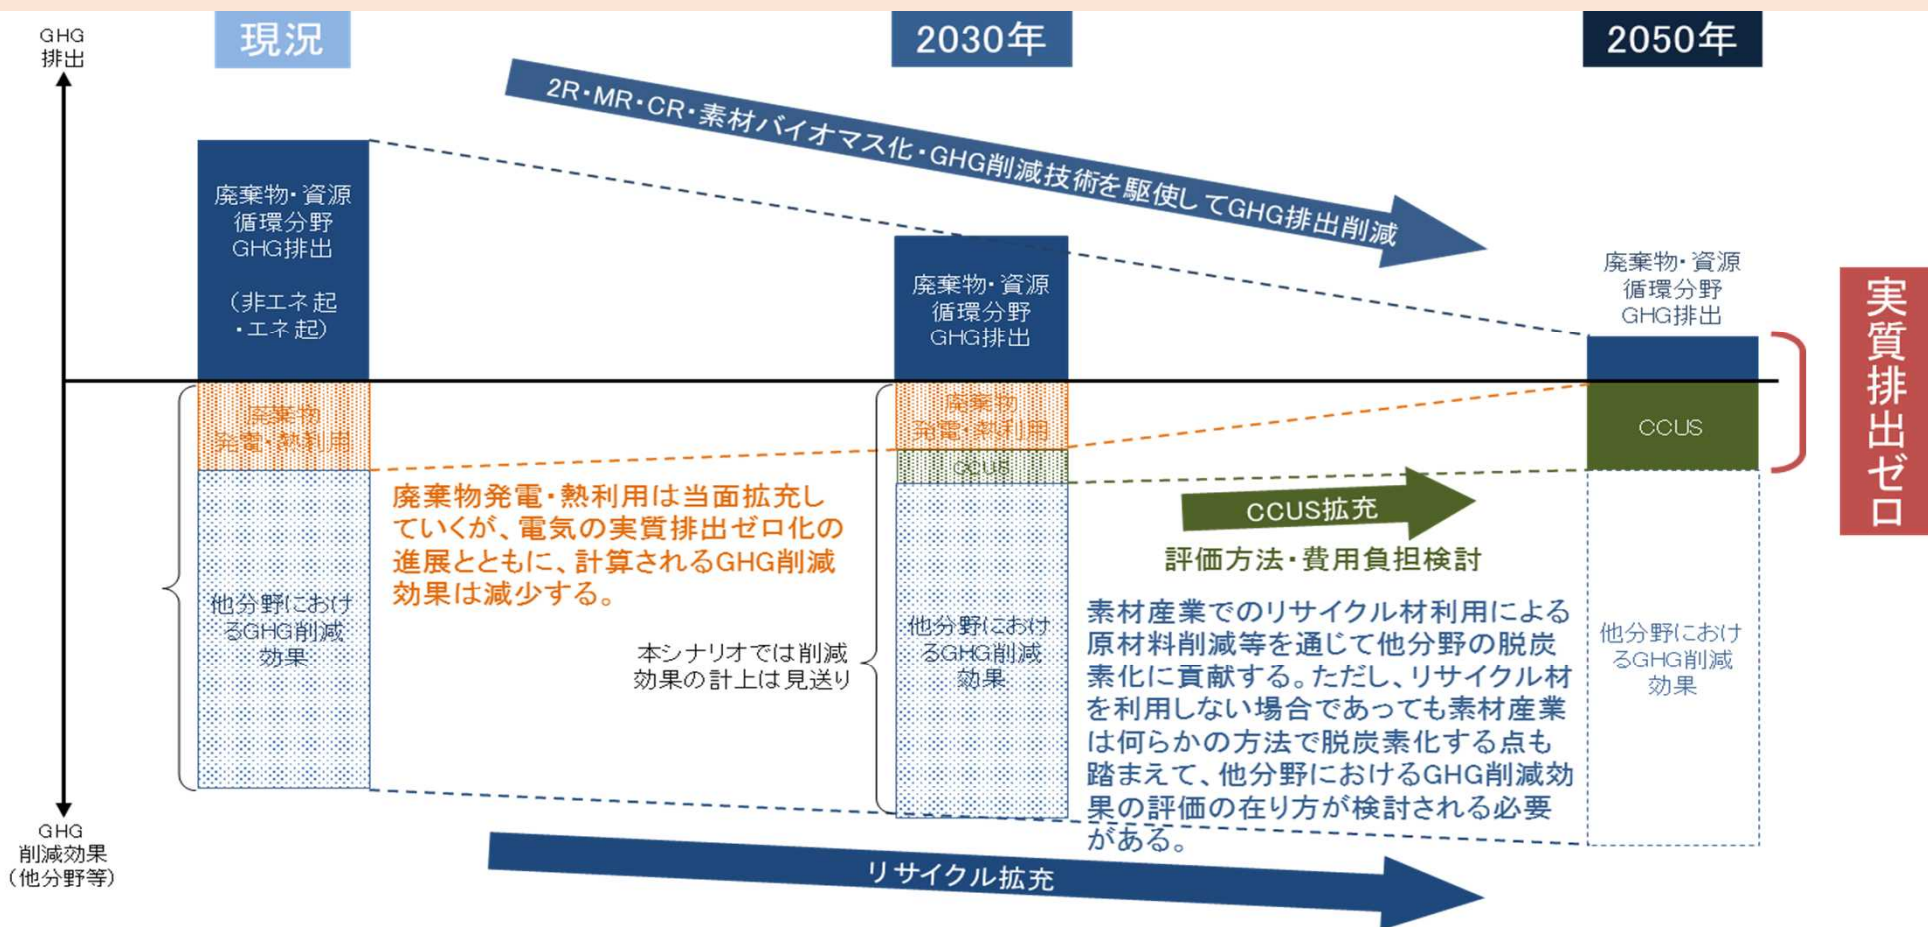 GHG
排出
現況
2030年
2050年
2R・MR・CR・素材バイオマス化・GHG削減技術を駆使してGHG排出削減
廃棄物・資源
循環分野
GHG排出
(非エネ起
・エネ起)
廃棄物・資源
循環分野
GHG排出
廃棄物・資源
循環分野
GHG排出
実質排出ゼロ
廃棄物
発電・熱利用
廃棄物
発電・熱利用
CCUS
CCUS
廃棄物発電・熱利用は当面拡充し
ていくが、電気の実質排出ゼロ化の
進展とともに、計算されるGHG削減
効果は減少する。
CCUS拡充
評価方法・費用負担検討
他分野におけ
るGHG削減
効果
本シナリオでは削減
効果の計上は見送り
他分野におけ
るGHG削減
効果
素材産業でのリサイクル材利用による
原材料削減等を通じて他分野の脱炭
素化に貢献する。ただし、リサイクル材
を利用しない場合であっても素材産業
は何らかの方法で脱炭素化する点も
踏まえて、他分野におけるGHG削減効
果の評価の在り方が検討される必要
がある。
他分野におけ
るGHG削減
効果
GHG
削減効果
(他分野等)
リサイクル拡充